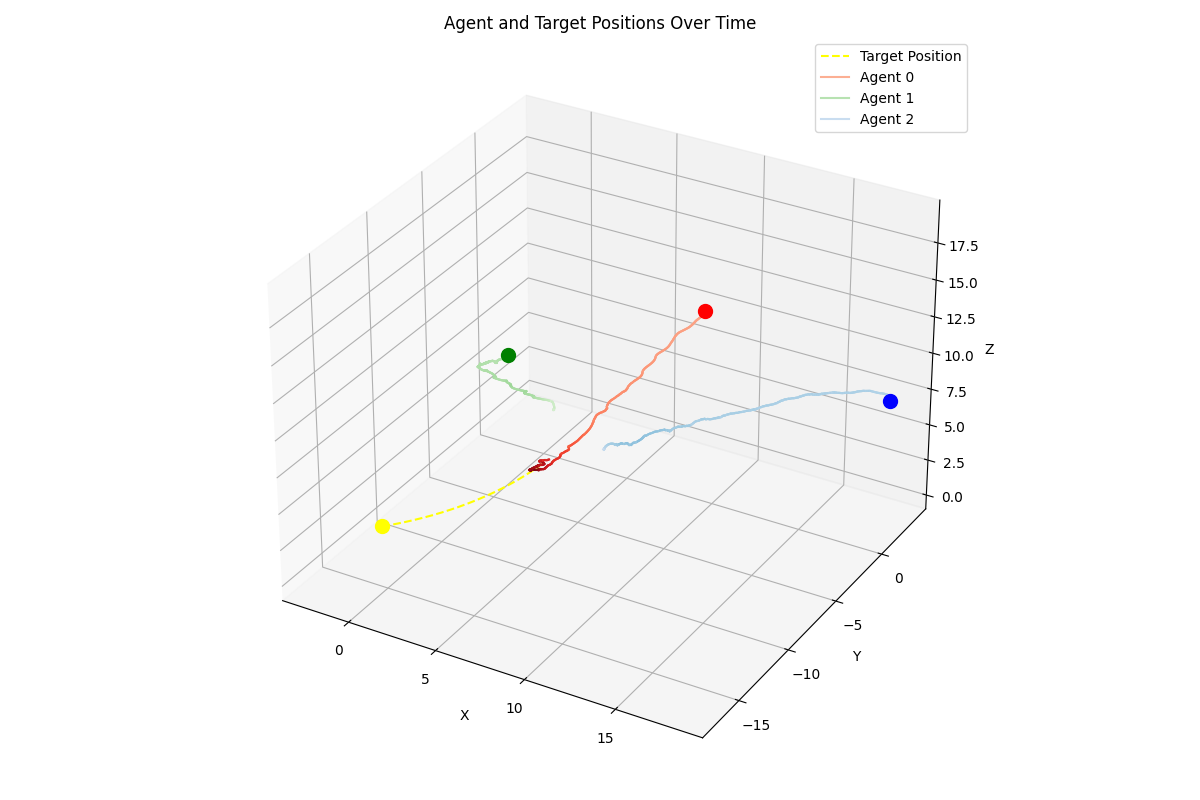 Agent and Target Positions Over Time
Target Position
Agent 0
Agent 1
Agent 2
17.5
15.0
12.5
10.0
Z
7.5
5.0
2.5
0.0
0
−5
Y
−10
−15
0
5
10
X
15